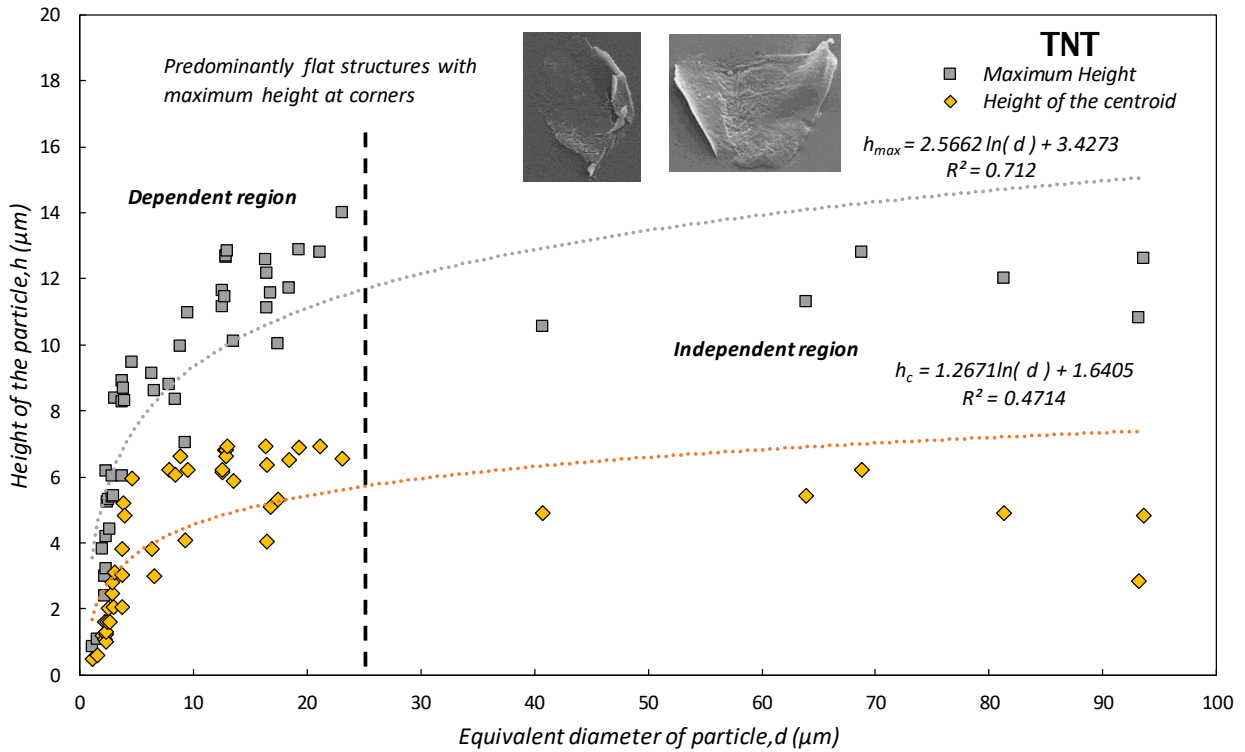 TNT
Predominantly flat structures with
maximum height at corners
Maximum Height
Height of the centroid
h_max = 2.5662 ln( d ) + 3.4273
R² = 0.712
Dependent region
Independent region
h_c = 1.2671ln( d ) + 1.6405
R² = 0.4714
Height of the particle,h (μm)
20
18
16
14
12
10
8
6
4
2
0
0 10 20 30 40 50 60 70 80 90 100
Equivalent diameter of particle,d (μm)